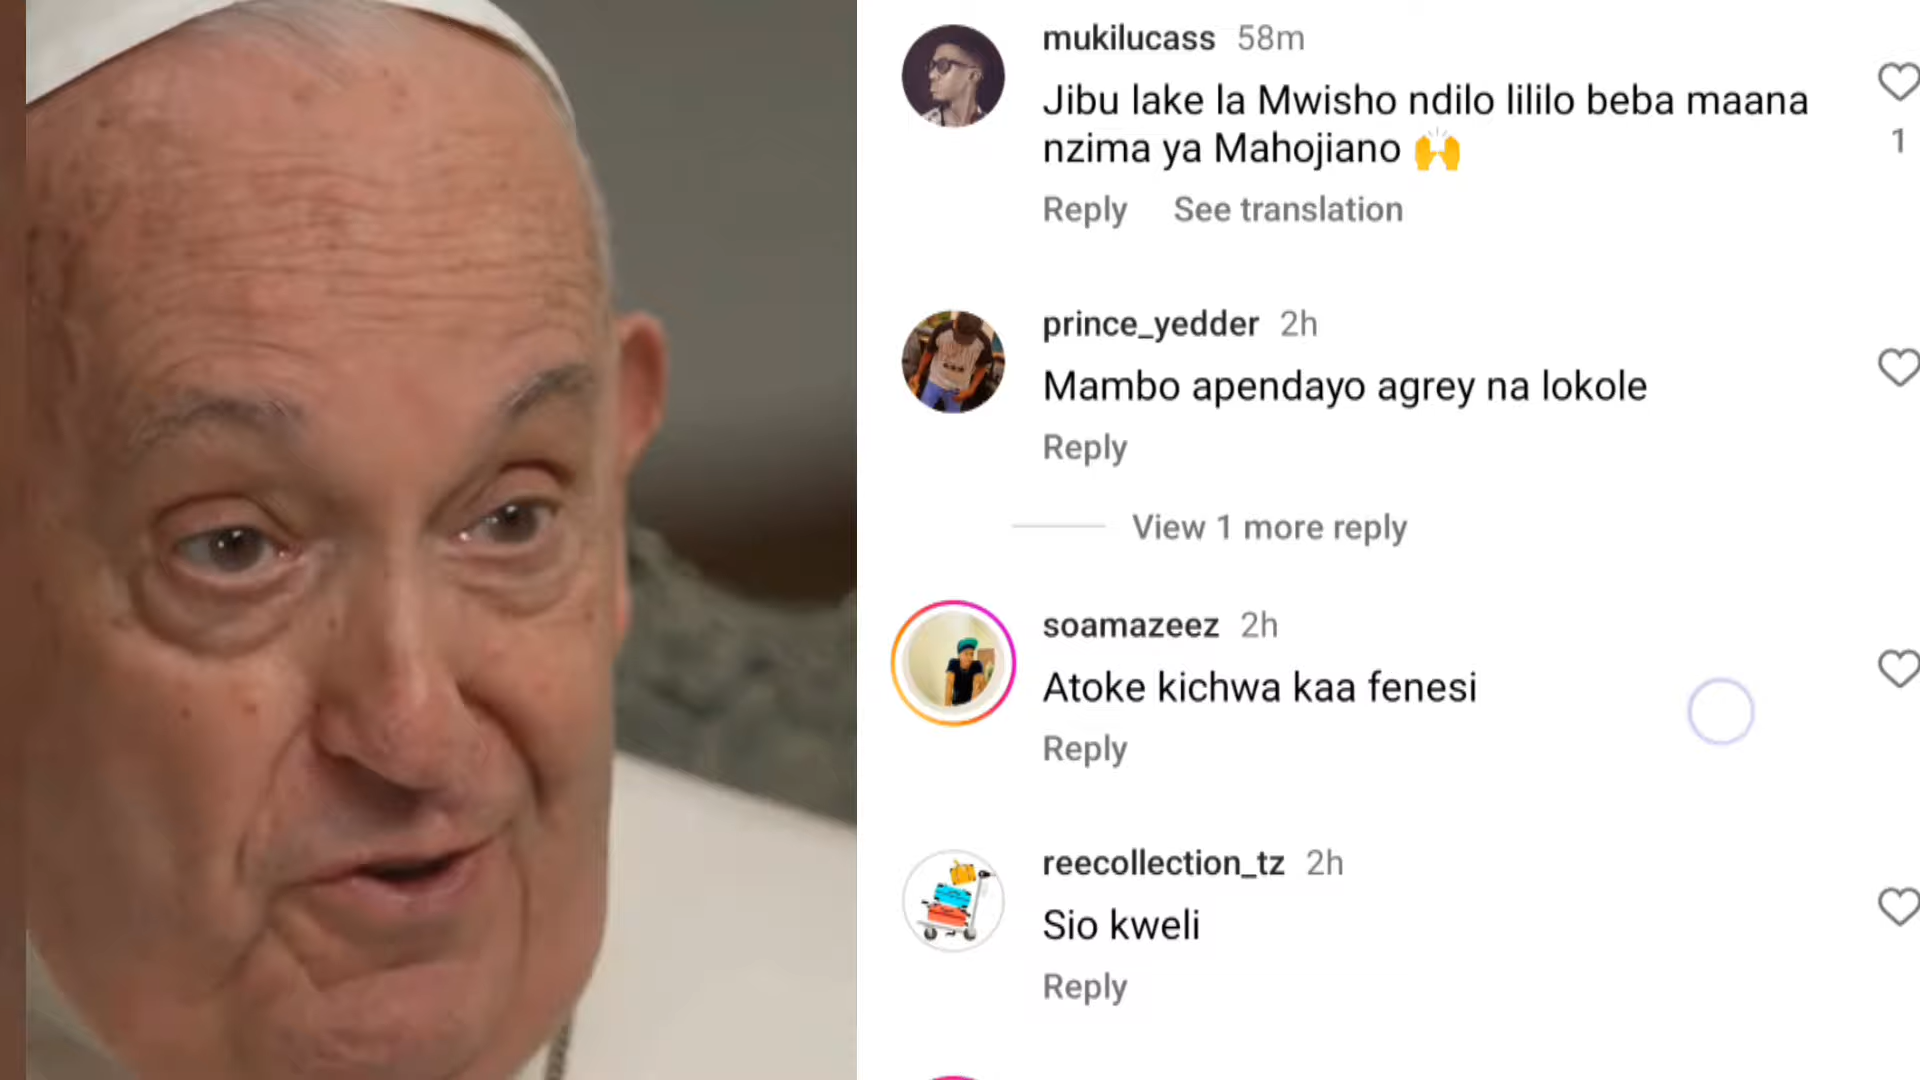 mukilucass 58m
Jibu lake la Mwisho ndilo lililo beba maana
nzima ya Mahojiano 🙌
1
Reply See translation
prince_yedder 2h
Mambo apendayo agrey na lokole
Reply
View 1 more reply
soamazeez 2h
Atoke kichwa kaa fenesi
Reply
reecollection_tz 2h
Sio kweli
Reply